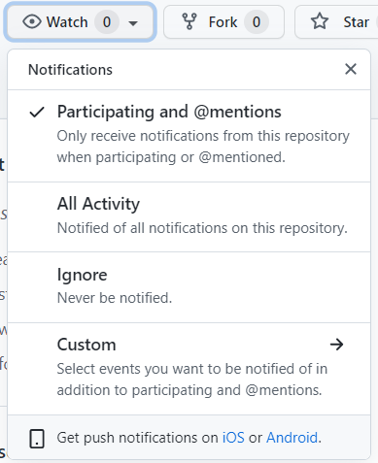 Watch 0 Fork 0 Star
Notifications
Participating and @mentions
Only receive notifications from this repository
when participating or @mentioned.
All Activity
Notified of all notifications on this repository.
Ignore
Never be notified.
Custom
Select events you want to be notified of in
addition to participating and @mentions.
Get push notifications on iOS or Android.